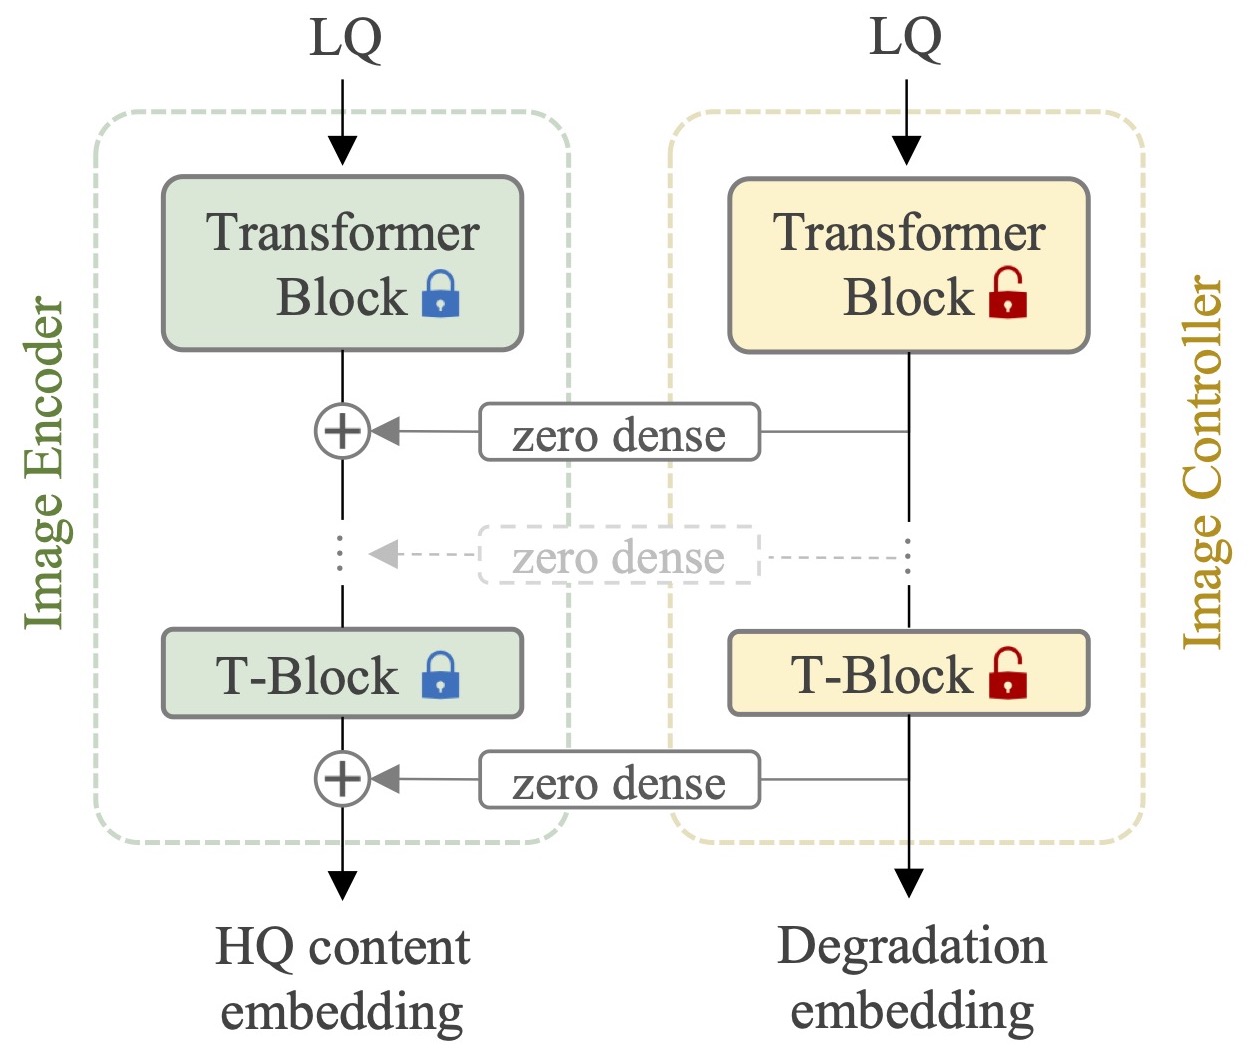 LQ
LQ
Transformer
Block
Transformer
Block
Image Encoder
Image Controller
zero dense
zero dense
T-Block
T-Block
zero dense
HQ content
embedding
Degradation
embedding